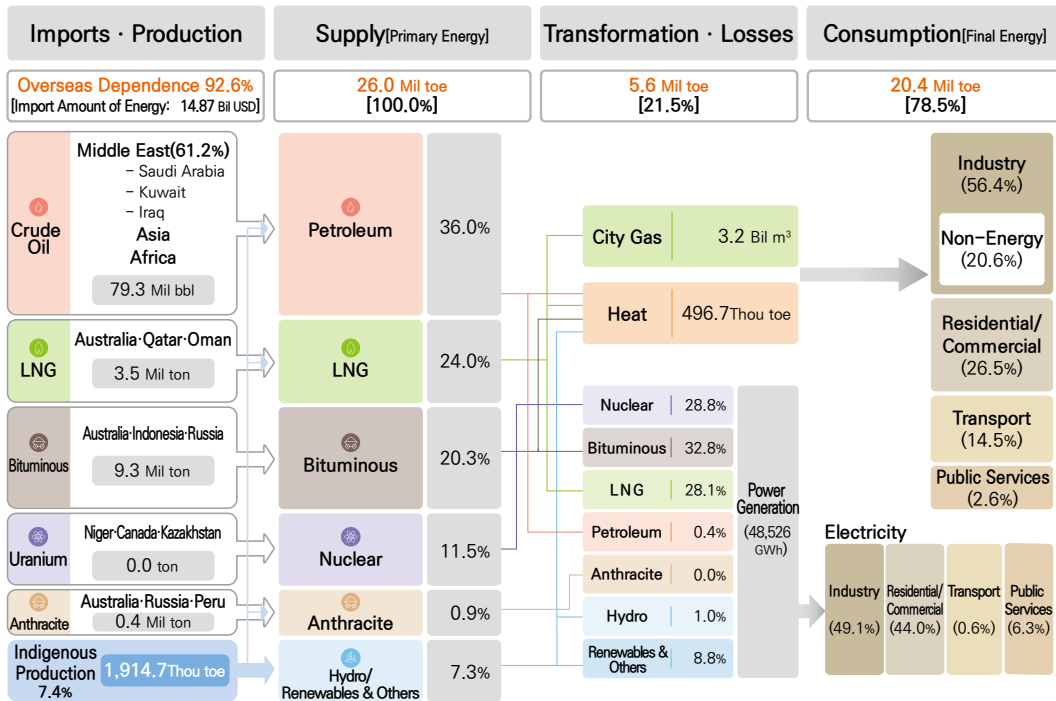 Imports · Production
Supply[Primary Energy]
Transformation · Losses
Consumption[Final Energy]
Overseas Dependence 92.6%
[Import Amount of Energy: 14.87 Bil USD]
26.0 Mil toe
[100.0%]
5.6 Mil toe
[21.5%]
20.4 Mil toe
[78.5%]
Crude
Oil
Middle East(61.2%)
– Saudi Arabia
– Kuwait
– Iraq
Asia
Africa
79.3 Mil bbl
LNG
Australia·Qatar·Oman
3.5 Mil ton
Bituminous
Australia·Indonesia·Russia
9.3 Mil ton
Uranium
Niger·Canada·Kazakhstan
0.0 ton
Anthracite
Australia·Russia·Peru
0.4 Mil ton
Indigenous
Production
7.4%
1,914.7Thou toe
Petroleum
36.0%
LNG
24.0%
Bituminous
20.3%
Nuclear
11.5%
Anthracite
0.9%
Hydro/
Renewables & Others
7.3%
City Gas
3.2 Bil m³
Heat
496.7Thou toe
Nuclear
28.8%
Bituminous
32.8%
LNG
28.1%
Petroleum
0.4%
Anthracite
0.0%
Hydro
1.0%
Renewables &
Others
8.8%
Power
Generation
(48,526
GWh)
Industry
(56.4%)
Non-Energy
(20.6%)
Residential/
Commercial
(26.5%)
Transport
(14.5%)
Public Services
(2.6%)
Electricity
Industry
(49.1%)
Residential/
Commercial
(44.0%)
Transport
(0.6%)
Public
Services
(6.3%)